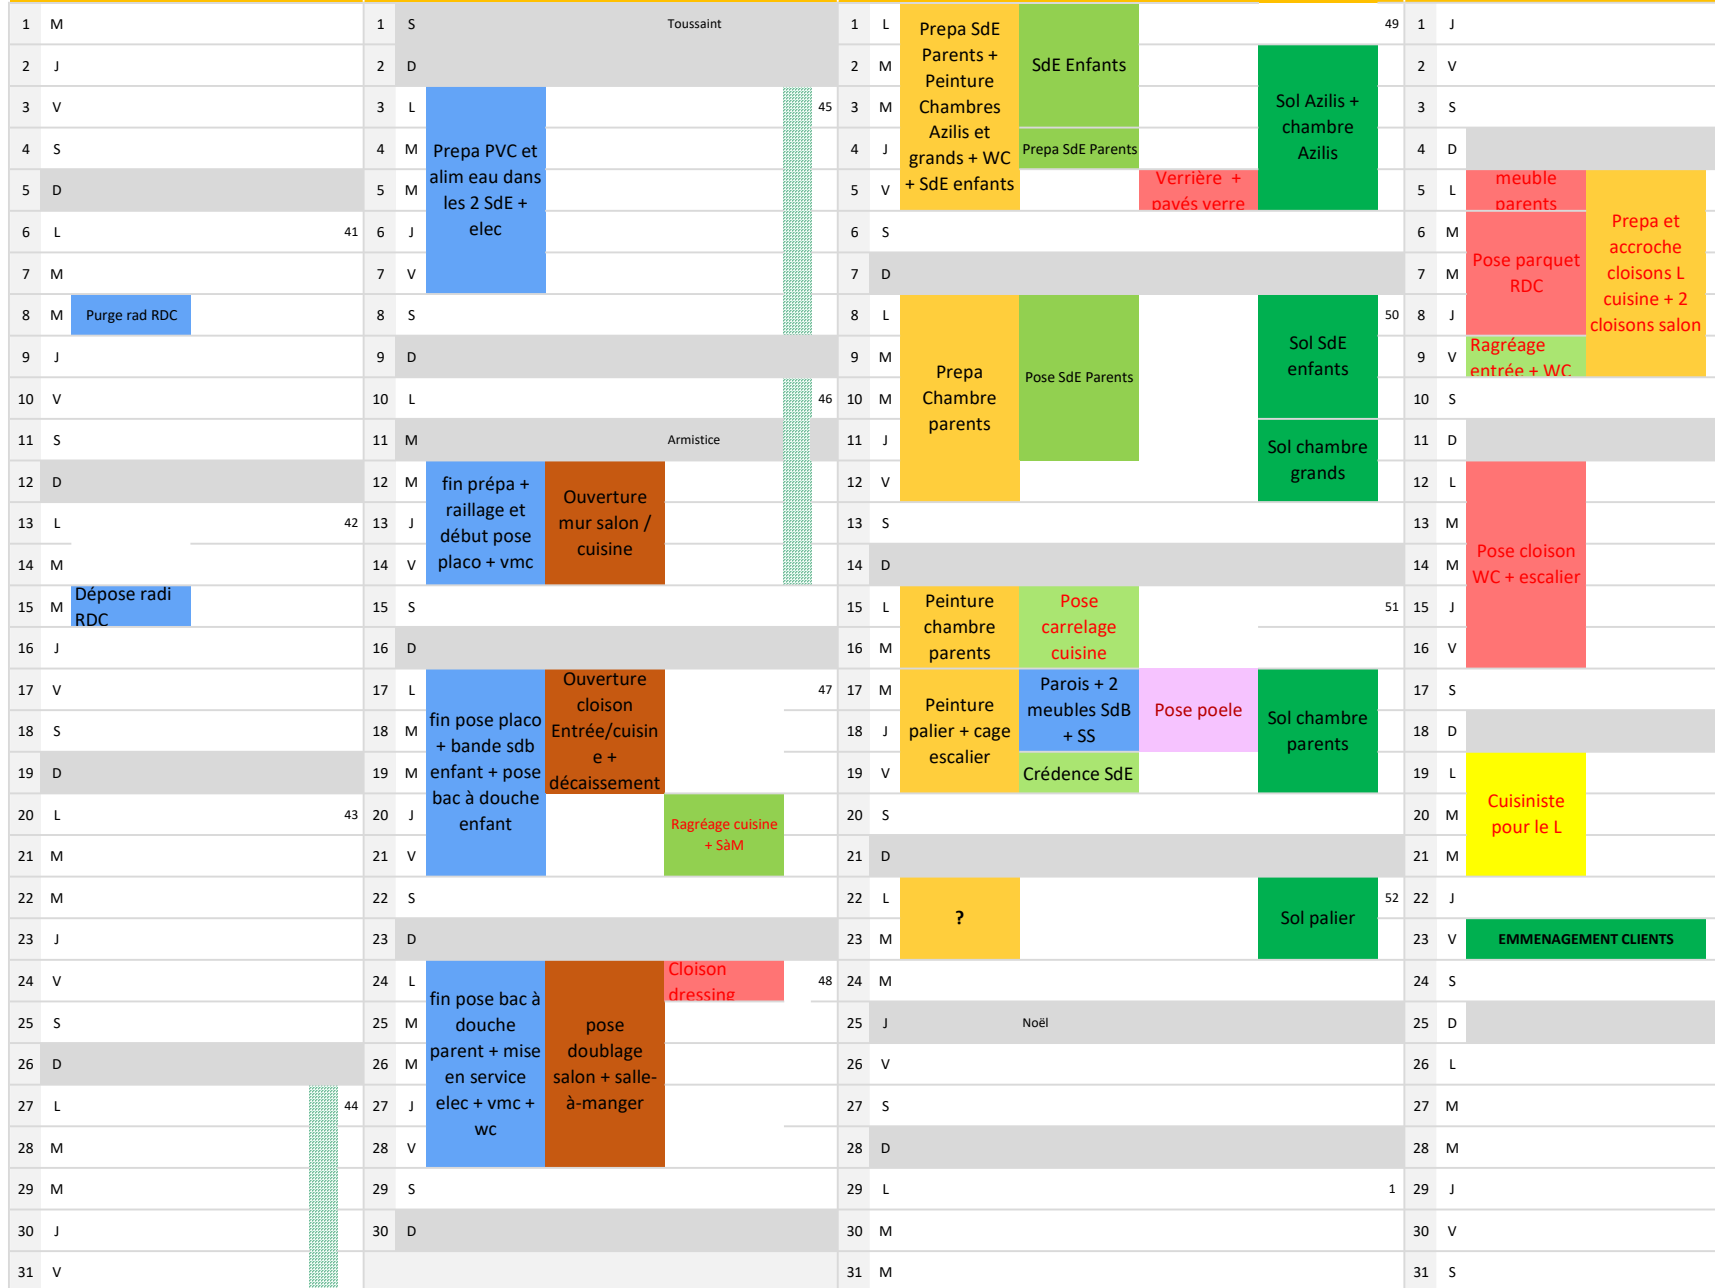 1 M
2 J
3 V
4 S
5 D
6 L 41
7 M
8 M Purge rad RDC
9 J
10 V
11 S
12 D
13 L 42
14 M
15 M Dépose radi
RDC
16 J
17 V
18 S
19 D
20 L 43
21 M
22 M
23 J
24 V
25 S
26 D
27 L 44
28 M
29 M
30 J
31 V
1 S Toussaint
2 D
3 L 45
4 M
5 M
6 J
7 V
Prepa PVC et
alim eau dans
les 2 SdE +
elec
8 S
9 D
10 L 46
11 M Armistice
12 M
13 J
14 V
fin prépa +
raillage et
début pose
placo + vmc
Ouverture
mur salon /
cuisine
15 S
16 D
17 L 47
18 M
19 M
20 J
21 V
fin pose placo
+ bande sdb
enfant + pose
bac à douche
enfant
Ouverture
cloison
Entrée/cuisin
e +
décaissement
Ragréage cuisine
+ SàM
22 S
23 D
24 L 48
25 M
26 M
27 J
28 V
fin pose bac à
douche
parent + mise
en service
elec + vmc +
wc
pose
doublage
salon + salle-
à-manger
Cloison
dressing
29 S
30 D
1 L 49
2 M
3 M
4 J
5 V
Prepa SdE
Parents +
Peinture
Chambres
Azilis et
grands + WC
+ SdE enfants
SdE Enfants
Prepa SdE Parents
Verrière +
pavés verre
Sol Azilis +
chambre
Azilis
6 S
7 D
8 L 50
9 M
10 M
11 J
12 V
Prepa
Chambre
parents
Pose SdE Parents
Sol SdE
enfants
Sol chambre
grands
13 S
14 D
15 L 51
16 M
Peinture
chambre
parents
Pose
carrelage
cuisine
17 M
18 J
19 V
Peinture
palier + cage
escalier
Parois + 2
meubles SdB
+ SS
Crédence SdE
Pose poele
Sol chambre
parents
20 S
21 D
22 L 52
23 M
?
Sol palier
24 M
25 J Noël
26 V
27 S
28 D
29 L 1
30 M
31 M
1 J
2 V
3 S
4 D
5 L
6 M
7 M
8 J
9 V
meuble
parents
Pose parquet
RDC
Ragréage
entrée + WC
Prepa et
accroche
cloisons L
cuisine + 2
cloisons salon
10 S
11 D
12 L
13 M
14 M
15 J
16 V
Pose cloison
WC + escalier
17 S
18 D
19 L
20 M
21 M
Cuisiniste
pour le L
22 J
23 V EMMENAGEMENT CLIENTS
24 S
25 D
26 L
27 M
28 M
29 J
30 V
31 S